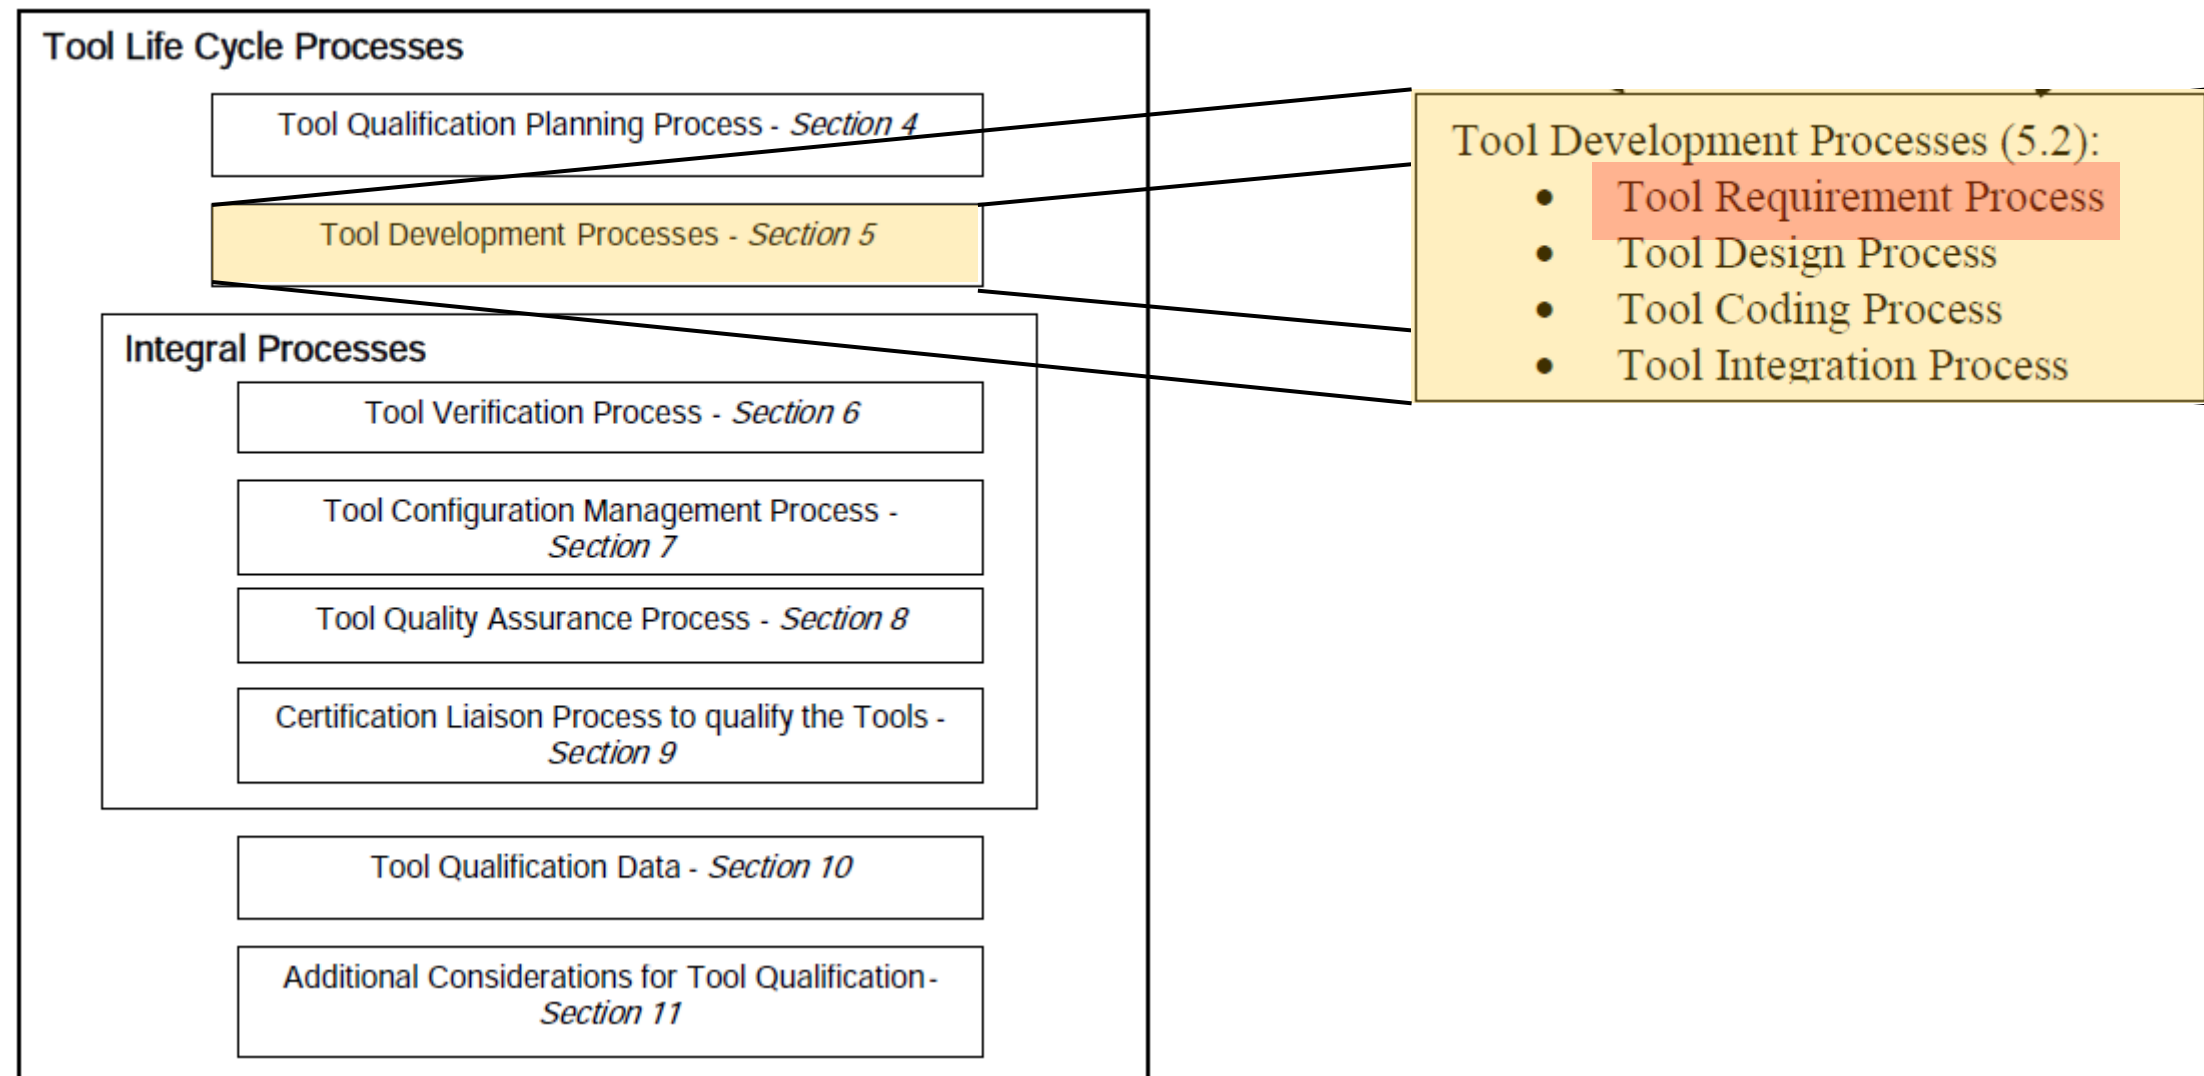 Tool Life Cycle Processes
Tool Qualification Planning Process - Section 4
Tool Development Processes - Section 5
Integral Processes
Tool Verification Process - Section 6
Tool Configuration Management Process -
Section 7
Tool Quality Assurance Process - Section 8
Certification Liaison Process to qualify the Tools -
Section 9
Tool Qualification Data - Section 10
Additional Considerations for Tool Qualification-
Section 11
Tool Development Processes (5.2):
• Tool Requirement Process
• Tool Design Process
• Tool Coding Process
• Tool Integration Process